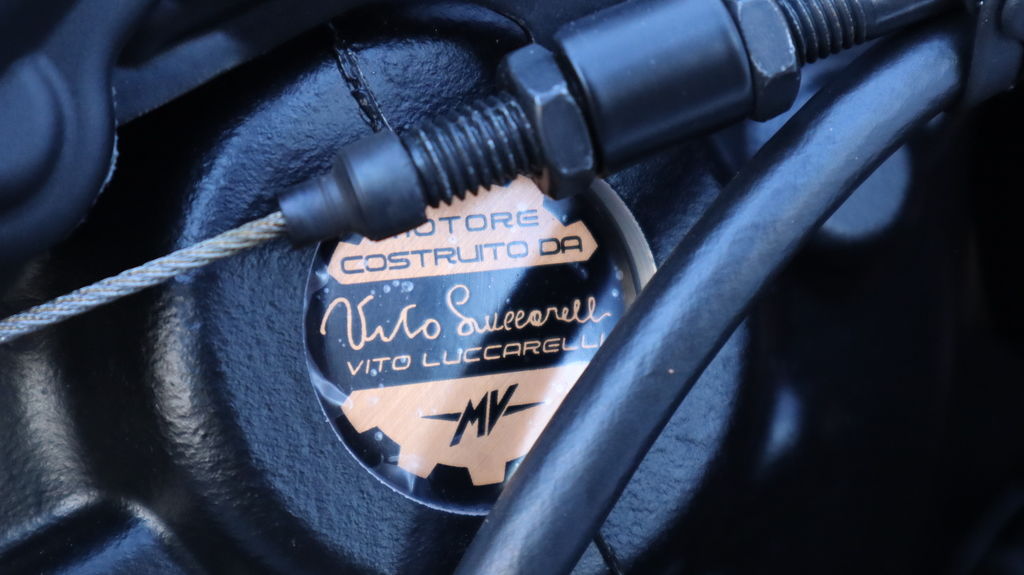 MOTORE
COSTRUITO DA
Vito Luccarelli
VITO LUCCARELLI
MV